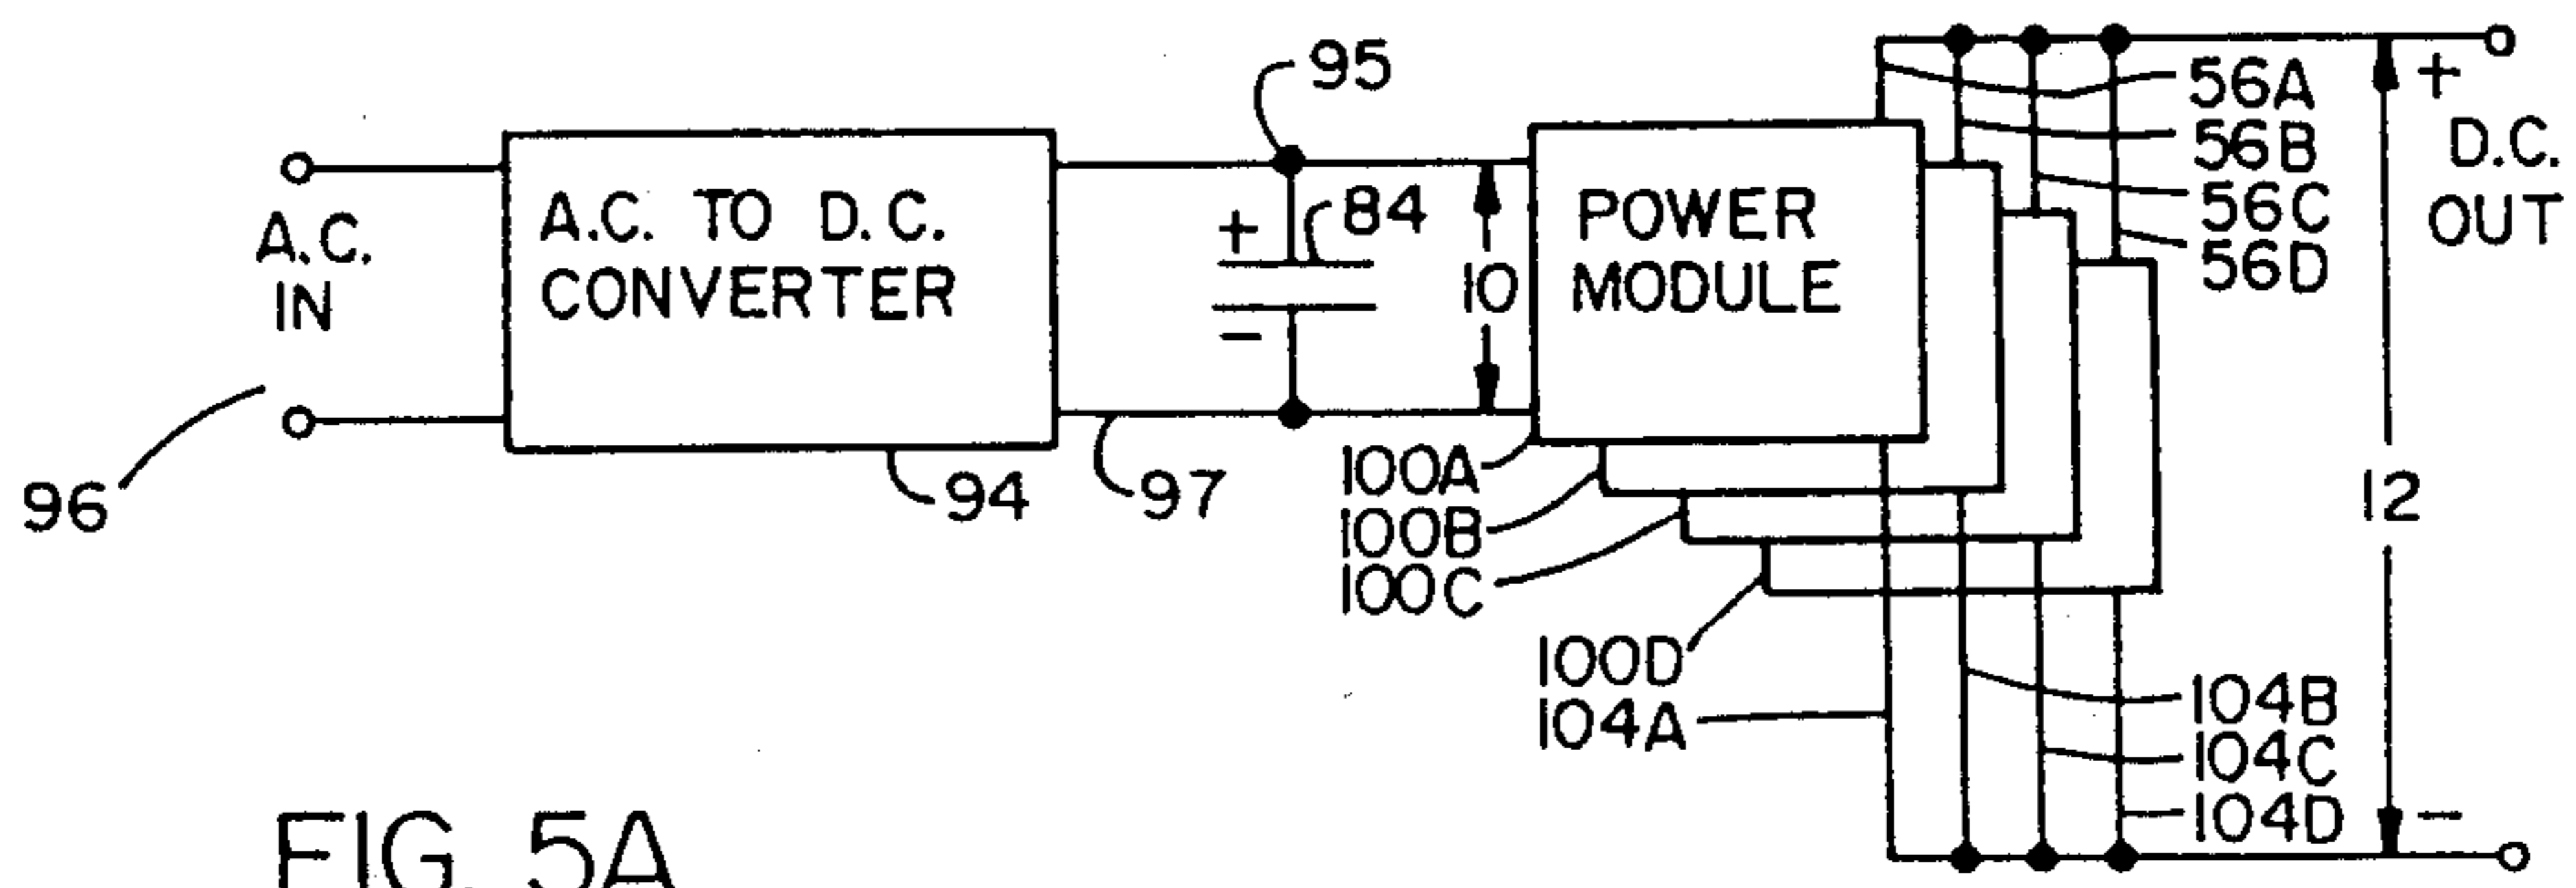 95
56A
+
56B
D.C.
56C
OUT
56D
A.C. TO D.C.
CONVERTER
A.C.
IN
+
84
-
10
POWER
MODULE
96
94
97
100A
100B
100C
100D
104A
12
104B
104C
104D
-
FIG. 5A